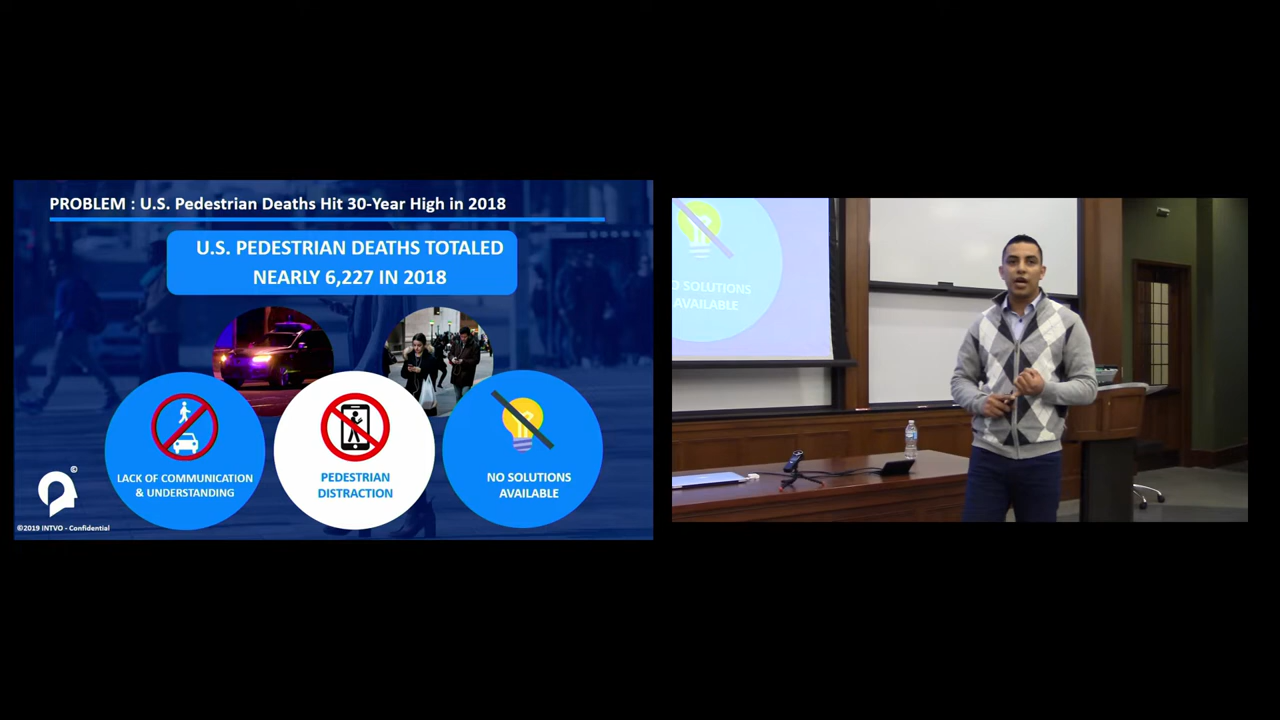 PROBLEM : U.S. Pedestrian Deaths Hit 30-Year High in 2018
U.S. PEDESTRIAN DEATHS TOTALED
NEARLY 6,227 IN 2018
LACK OF COMMUNICATION
& UNDERSTANDING
PEDESTRIAN
DISTRACTION
NO SOLUTIONS
AVAILABLE
©
©2019 INTVO - Confidential
O SOLUTIONS
AVAILABLE